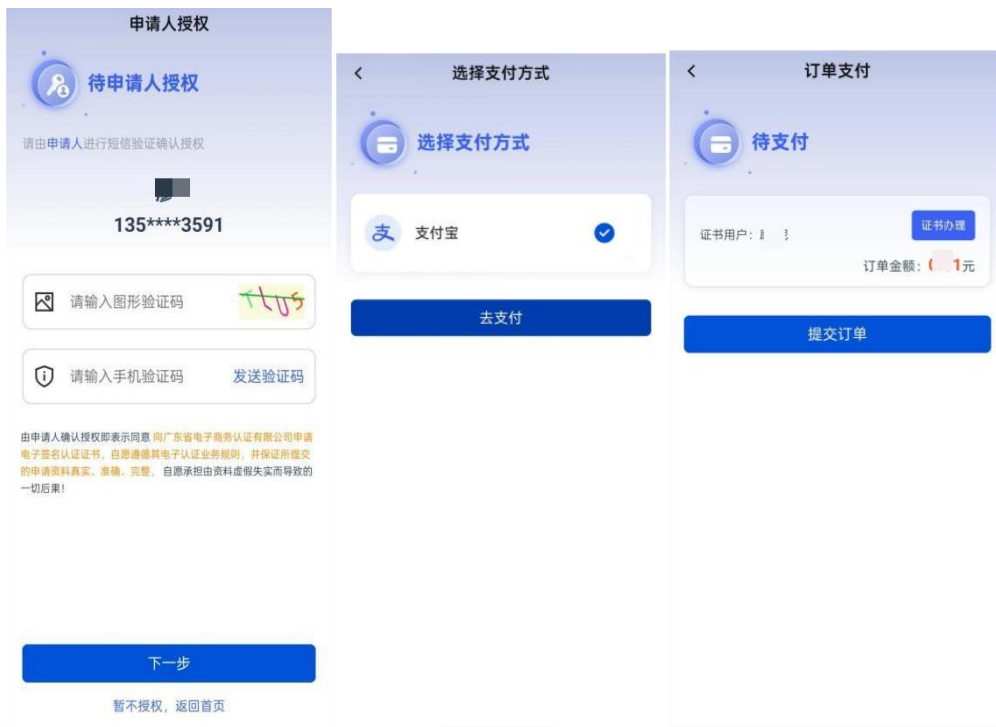 申请人授权
待申请人授权
请由申请人进行短信验证确认授权
135****3591
请输入图形验证码
请输入手机验证码 发送验证码
由申请人确认授权即表示同意 向广东省电子商务认证有限公司申请
电子签名认证证书，自愿遵循其电子认证业务规则，并保证所提交
的申请资料真实、准确、完整， 自愿承担由资料虚假失实而导致的
一切后果！
下一步
暂不授权，返回首页
选择支付方式
选择支付方式
支 支付宝
去支付
订单支付
待支付
证书办理
证书用户：
订单金额： 1元
提交订单